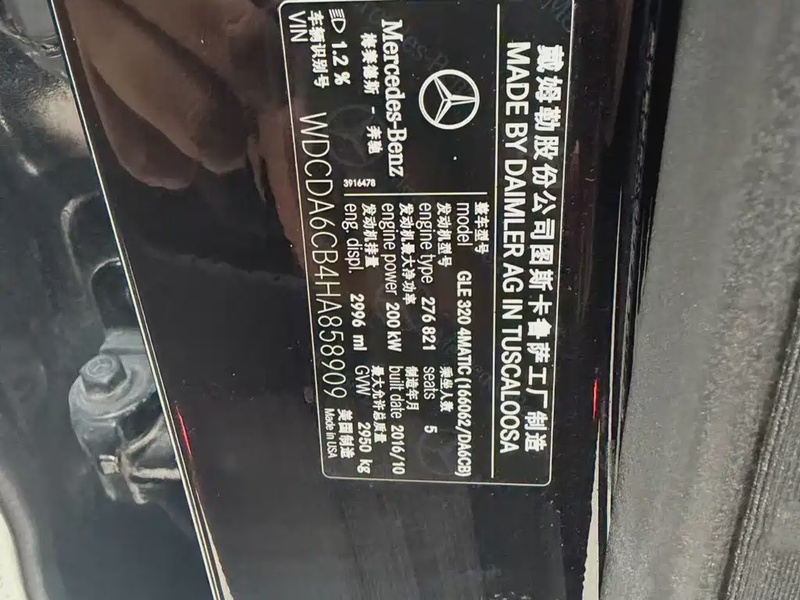 戴姆勒股份公司图斯卡鲁萨工厂制造
MADE BY DAIMLER AG IN TUSCALOOSA
Mercedes-Benz
梅赛德斯 - 奔驰
3916478
整车型号
model GLE 320 4MATIC (166062/DA6CB)
发动机型号 乘坐人数
engine type 276 821 seats 5
发动机最大净功率 制造年月
engine power 200 kW built date 2016/10
发动机排量 最大允许总质量
eng. displ. 2996 ml GVW 2950 kg
1.2 %
车辆识别号
VIN WDCDA6CB4HA858909
美国制造
Made in USA